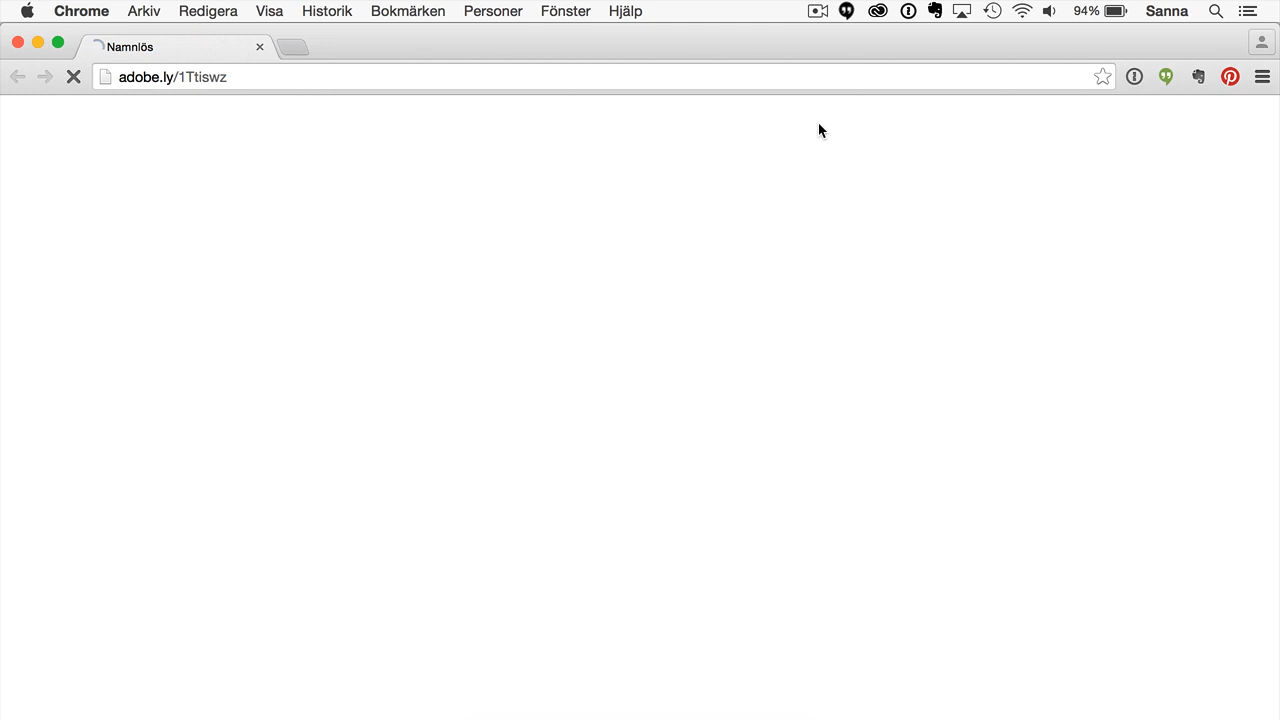 Chrome Arkiv Redigera Visa Historik Bokmärken Personer Fönster Hjälp 94% Sanna
Namnlös
adobe.ly/1Ttiswz